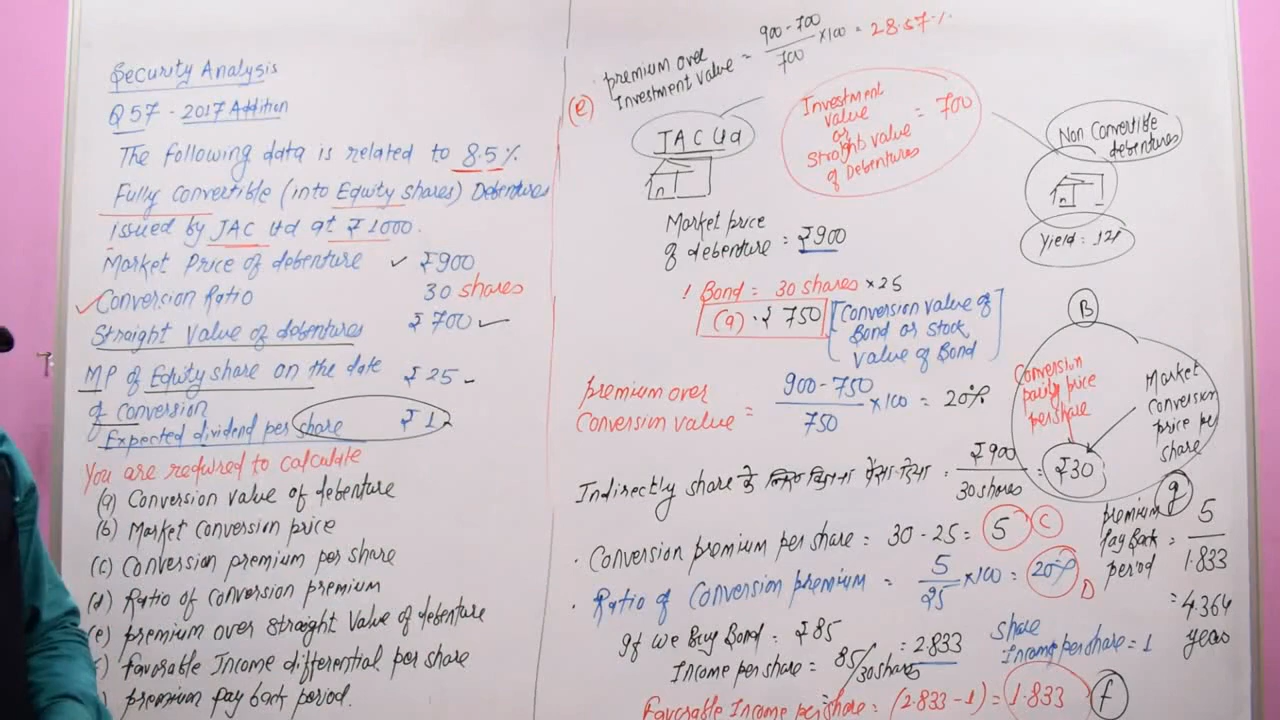 Security Analysis
Q 57 - 2017 Addition
The following data is related to 8.5%
Fully convertible (into Equity shares) Debentures
issued by JAC Ltd at ₹ 1000.
Market Price of debenture ₹900
Conversion Ratio 30 shares
Straight Value of debentures ₹ 700
MP of Equity share on the date ₹ 25
of conversion
Expected dividend per share ₹ 1
You are required to calculate
(a) Conversion value of debenture
(b) Market conversion price
(c) Conversion premium per share
(d) Ratio of conversion premium
(e) premium over straight Value of debenture
favorable Income differential per share
premium pay back period.
premium over
Investment value = 900-700/700 ×100 = 28.57%
(e)
JAC Ltd
Investment
value
or
Straight value
of Debentures
= 700
Non Convertible
debentures
Yield = 12%
Market price
of debenture = ₹900
1 Bond = 30 shares × 25
(a) ₹ 750
[Conversion value of
Bond or stock
value of Bond]
premium over
Conversion value = 900-750/750 ×100 = 20%
B
Conversion
parity price
per share
Market
Conversion
price per
share
Indirectly share के लिए कितना पैसा दिया = ₹900/30 shares = ₹30
• Conversion premium per share = 30-25 = 5 C
• Ratio of Conversion premium = 5/25 ×100 = 20% D
If we Buy Bond = ₹85
Income per share = 85/30 shares = 2.833
share
Income per share = 1
Favorable Income per share = (2.833-1) = 1.833 f
g
premium
Pay Back
period
= 5/1.833
= 4.364
years